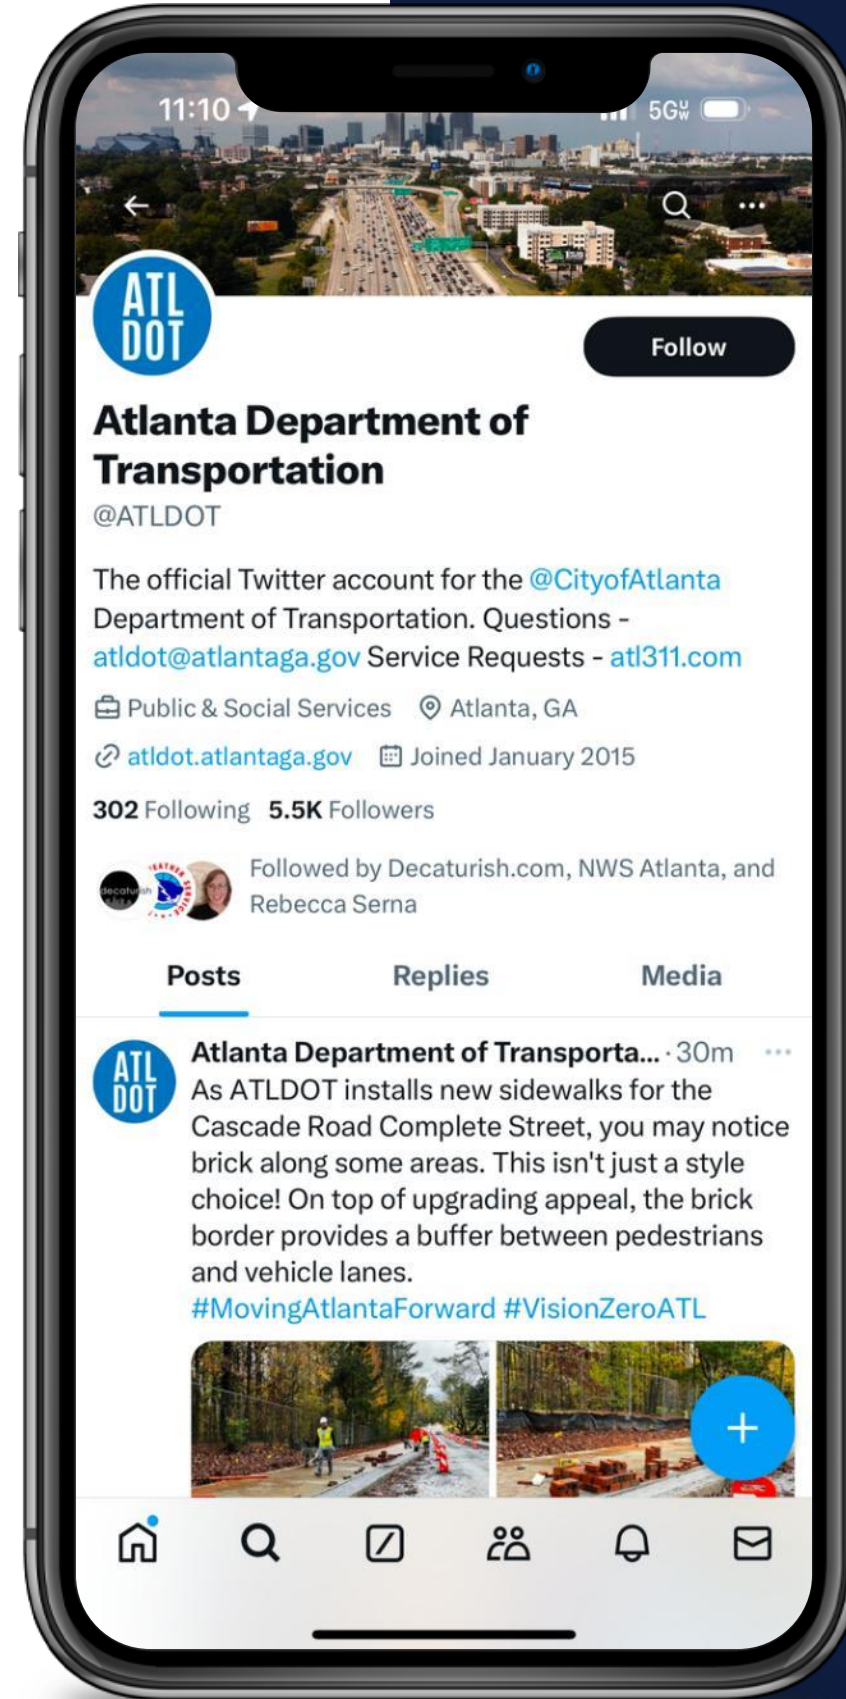 11:10
5GUW
ATL
DOT
Follow
Atlanta Department of
Transportation
@ATLDOT
The official Twitter account for the @CityofAtlanta
Department of Transportation. Questions -
atldot@atlantaga.gov Service Requests - atl311.com
Public & Social Services Atlanta, GA
atldot.atlantaga.gov Joined January 2015
302 Following 5.5K Followers
decaturish
Followed by Decaturish.com, NWS Atlanta, and
Rebecca Serna
Posts Replies Media
ATL
DOT
Atlanta Department of Transporta... · 30m
As ATLDOT installs new sidewalks for the
Cascade Road Complete Street, you may notice
brick along some areas. This isn't just a style
choice! On top of upgrading appeal, the brick
border provides a buffer between pedestrians
and vehicle lanes.
#MovingAtlantaForward #VisionZeroATL